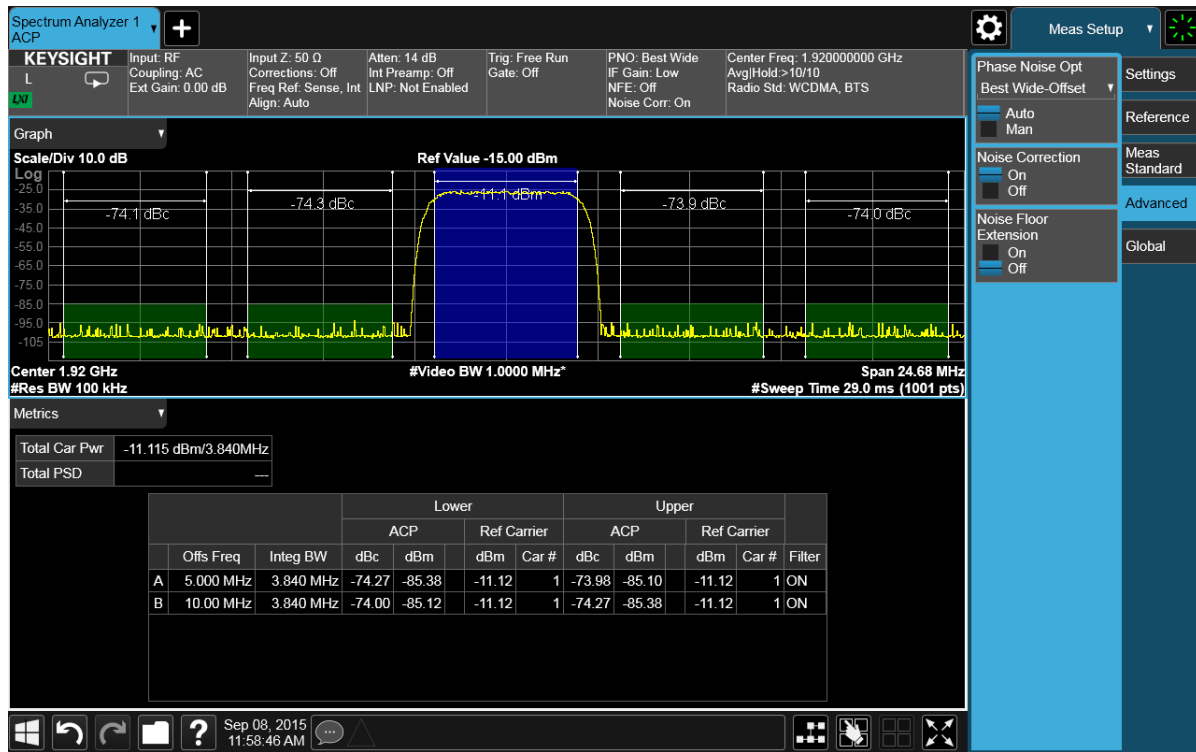 Spectrum Analyzer 1
ACP
Meas Setup
KEYSIGHT
L
LXI
Input: RF
Coupling: AC
Ext Gain: 0.00 dB
Input Z: 50 Ω
Corrections: Off
Freq Ref: Sense, Int
Align: Auto
Atten: 14 dB
Int Preamp: Off
LNP: Not Enabled
Trig: Free Run
Gate: Off
PNO: Best Wide
IF Gain: Low
NFE: Off
Noise Corr: On
Center Freq: 1.920000000 GHz
Avg|Hold:>10/10
Radio Std: WCDMA, BTS
Graph
Scale/Div 10.0 dB
Ref Value -15.00 dBm
Log
-25.0
-35.0
-45.0
-55.0
-65.0
-75.0
-85.0
-95.0
-105
-74.1 dBc
-74.3 dBc
-11.1 dBm
-73.9 dBc
-74.0 dBc
Center 1.92 GHz
#Video BW 1.0000 MHz*
Span 24.68 MHz
#Res BW 100 kHz
#Sweep Time 29.0 ms (1001 pts)
Metrics
Total Car Pwr -11.115 dBm/3.840MHz
Total PSD ---
Lower Upper
ACP Ref Carrier ACP Ref Carrier
Offs Freq Integ BW dBc dBm dBm Car # dBc dBm dBm Car # Filter
A 5.000 MHz 3.840 MHz -74.27 -85.38 -11.12 1 -73.98 -85.10 -11.12 1 ON
B 10.00 MHz 3.840 MHz -74.00 -85.12 -11.12 1 -74.27 -85.38 -11.12 1 ON
Phase Noise Opt
Best Wide-Offset
Auto
Man
Noise Correction
On
Off
Noise Floor
Extension
On
Off
Settings
Reference
Meas
Standard
Advanced
Global
?
Sep 08, 2015
11:58:46 AM